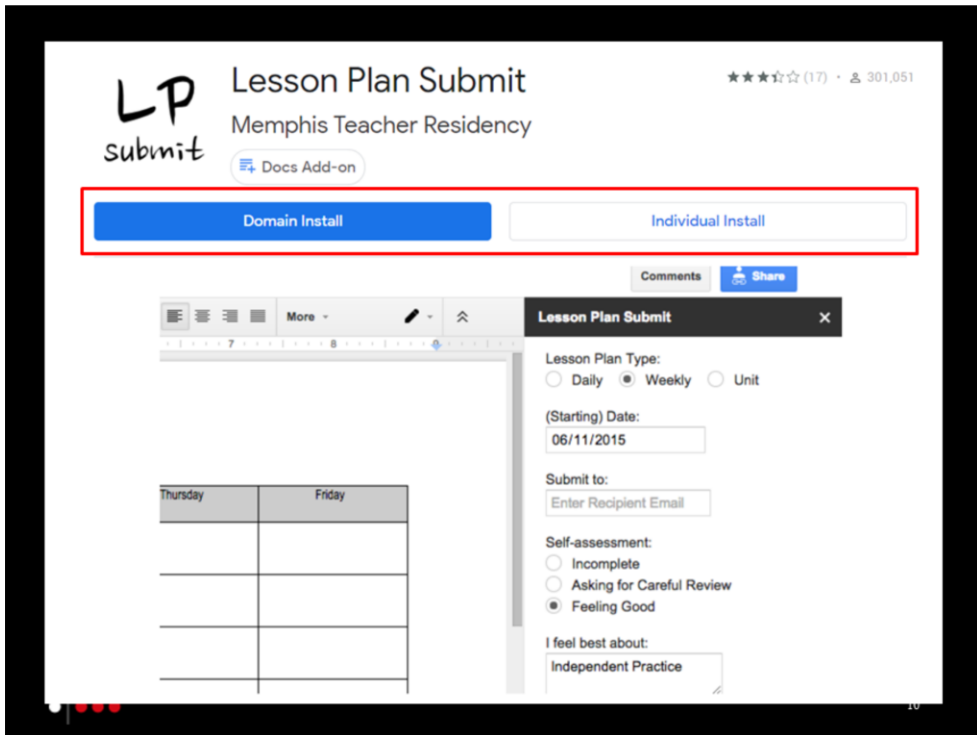 LP
submit
Lesson Plan Submit
Memphis Teacher Residency
Docs Add-on
(17) · 301,051
Domain Install
Individual Install
Comments
Share
More
7 8 9
Lesson Plan Submit
Lesson Plan Type:
Daily Weekly Unit
(Starting) Date:
06/11/2015
Submit to:
Enter Recipient Email
Self-assessment:
Incomplete
Asking for Careful Review
Feeling Good
I feel best about:
Independent Practice
Thursday Friday
10